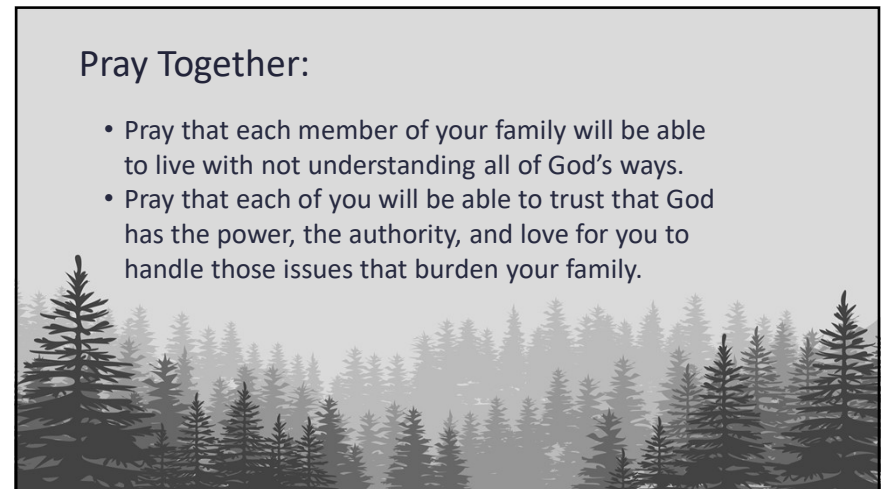 Pray Together:
• Pray that each member of your family will be able
to live with not understanding all of God’s ways.
• Pray that each of you will be able to trust that God
has the power, the authority, and love for you to
handle those issues that burden your family.